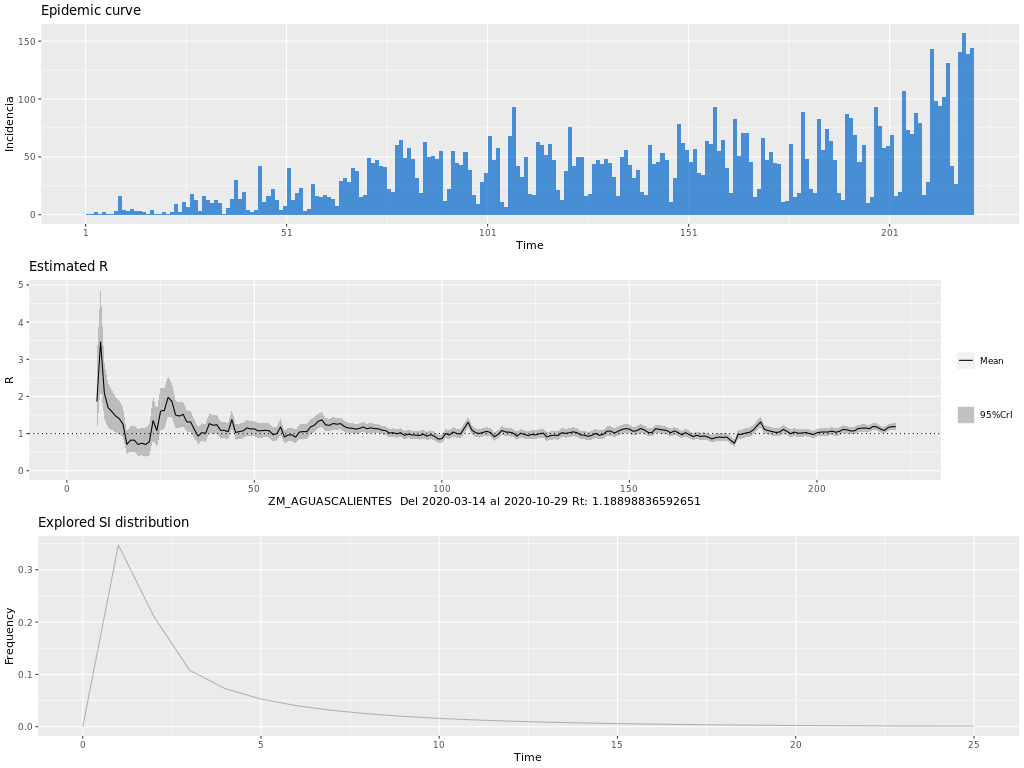 Epidemic curve
150
100
50
0
Incidencia
1 51 101 151 201
Time
Estimated R
5
4
3
2
1
0
R
Mean
95%CrI
0 50 100 150 200
ZM_AGUASCALIENTES Del 2020-03-14 al 2020-10-29 Rt: 1.18898836592651
Explored SI distribution
0.3
0.2
0.1
0.0
Frequency
0 5 10 15 20 25
Time